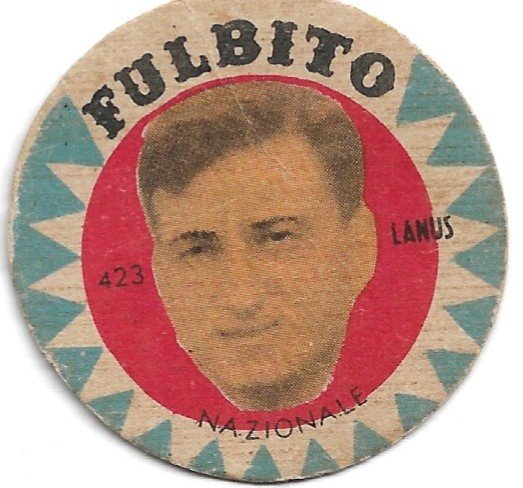 FULBITO
LANUS
423
NAZIONALE